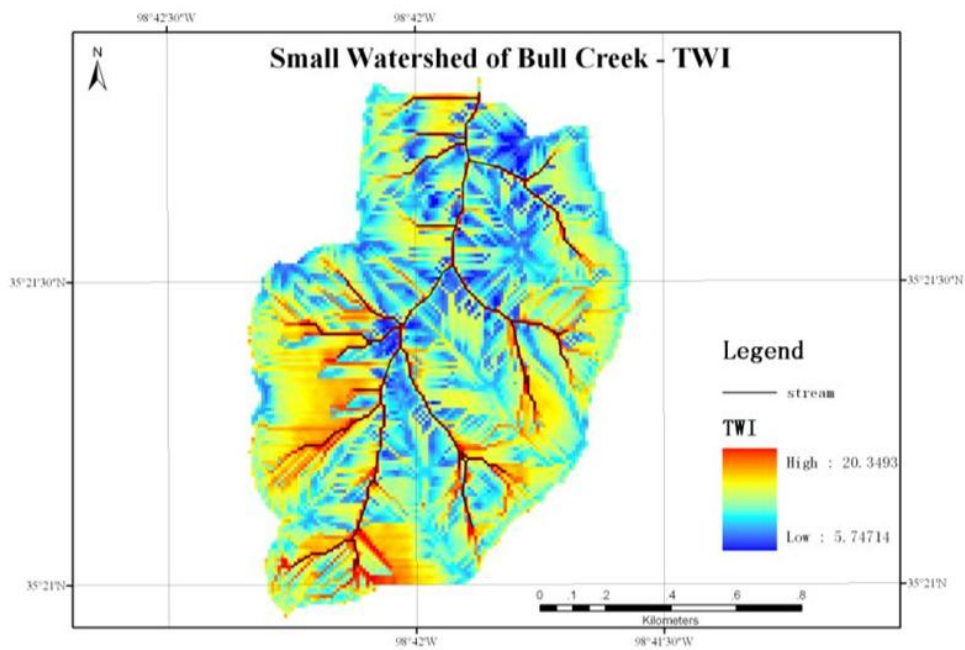 98°42'30"W
98°42'W
N
Small Watershed of Bull Creek - TWI
35°21'30"N
35°21'30"N
Legend
stream
TWI
High : 20.3493
Low : 5.74714
35°21'N
35°21'N
0 .1 .2 .4 .6 .8
Kilometers
98°42'W
98°41'30"W